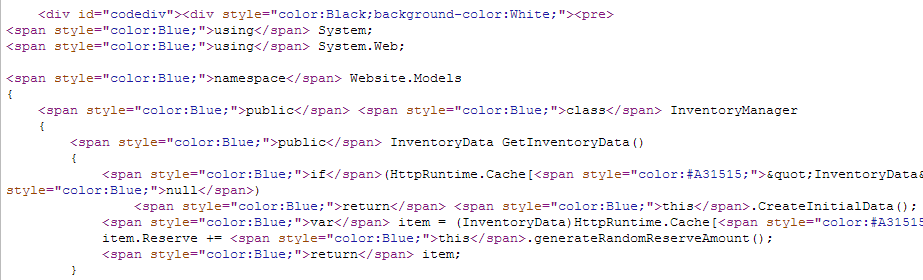 <div id="codediv"><div style="color:Black;background-color:White;"><pre>
<span style="color:Blue;">using</span> System;
<span style="color:Blue;">using</span> System.Web;
<span style="color:Blue;">namespace</span> Website.Models
{
<span style="color:Blue;">public</span> <span style="color:Blue;">class</span> InventoryManager
{
<span style="color:Blue;">public</span> InventoryData GetInventoryData()
{
<span style="color:Blue;">if</span>(HttpRuntime.Cache[<span style="color:#A31515;">&quot;InventoryData&
style="color:Blue;">null</span>)
<span style="color:Blue;">return</span> <span style="color:Blue;">this</span>.CreateInitialData();
<span style="color:Blue;">var</span> item = (InventoryData)HttpRuntime.Cache[<span style="color:#A31515
item.Reserve += <span style="color:Blue;">this</span>.generateRandomReserveAmount();
<span style="color:Blue;">return</span> item;
}